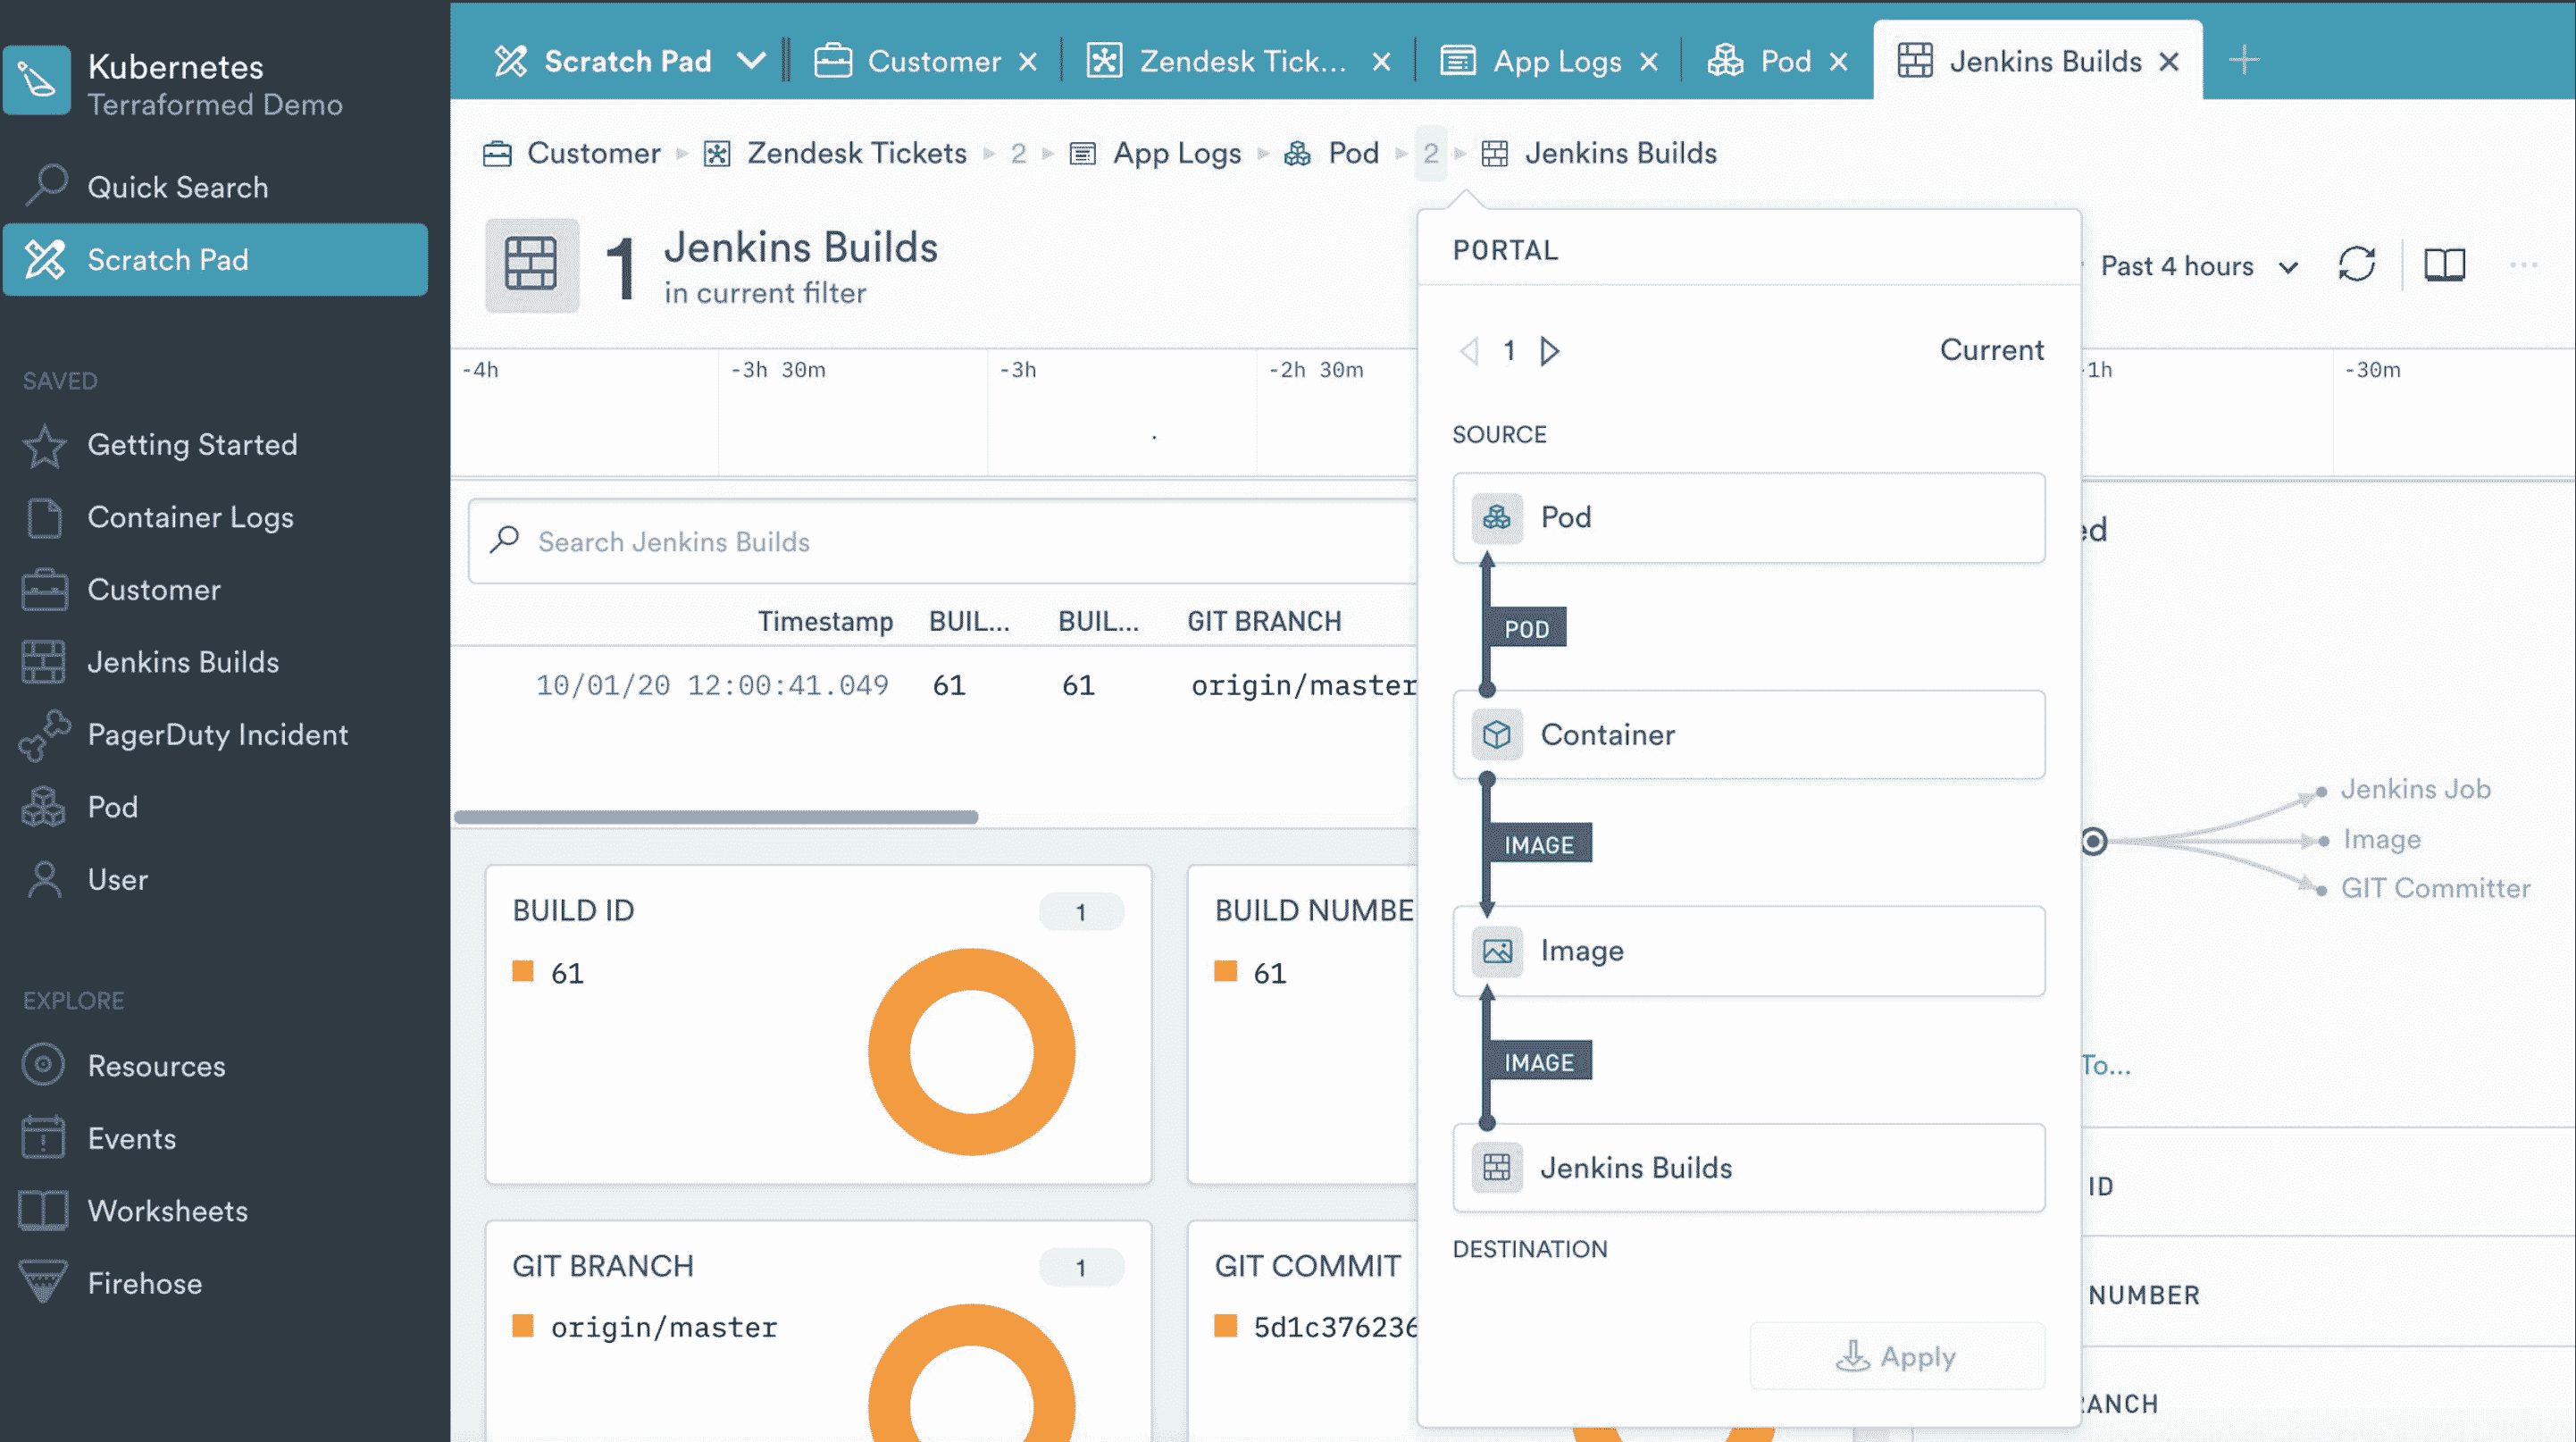 Kubernetes
Terraformed Demo
Quick Search
Scratch Pad
SAVED
Getting Started
Container Logs
Customer
Jenkins Builds
PagerDuty Incident
Pod
User
EXPLORE
Resources
Events
Worksheets
Firehose
Scratch Pad Customer Zendesk Tick... App Logs Pod Jenkins Builds
Customer Zendesk Tickets 2 App Logs Pod 2 Jenkins Builds
1 Jenkins Builds
in current filter
Past 4 hours
-4h -3h 30m -3h -2h 30m -1h -30m
Search Jenkins Builds
Timestamp BUIL... BUIL... GIT BRANCH
10/01/20 12:00:41.049 61 61 origin/master
BUILD ID 1
61
BUILD NUMBE
61
GIT BRANCH 1
origin/master
GIT COMMIT
5d1c376236
PORTAL
1 Current
SOURCE
Pod
POD
Container
IMAGE
Image
IMAGE
Jenkins Builds
DESTINATION
Apply
ed
Jenkins Job
Image
GIT Committer
To...
ID
NUMBER
RANCH